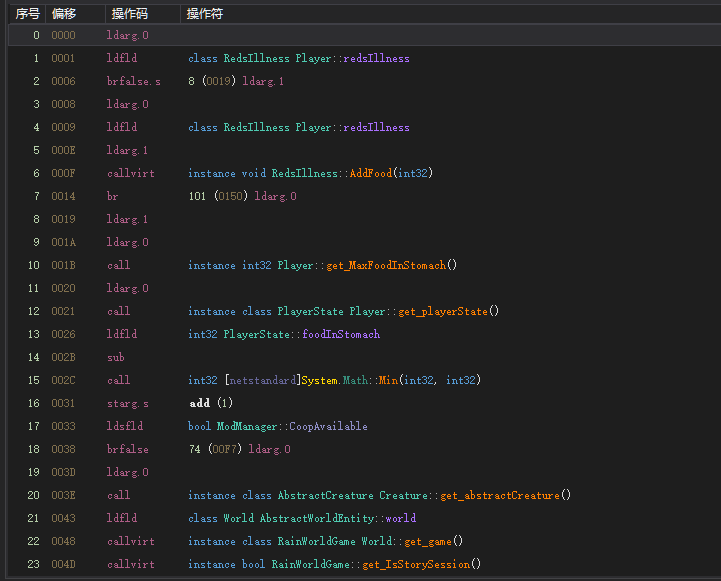 序号 偏移 操作码 操作符
0 0000 ldarg.0
1 0001 ldfld class RedsIllness Player::redsIllness
2 0006 brfalse.s 8 (0019) ldarg.1
3 0008 ldarg.0
4 0009 ldfld class RedsIllness Player::redsIllness
5 000E ldarg.1
6 000F callvirt instance void RedsIllness::AddFood(int32)
7 0014 br 101 (0150) ldarg.0
8 0019 ldarg.1
9 001A ldarg.0
10 001B call instance int32 Player::get_MaxFoodInStomach()
11 0020 ldarg.0
12 0021 call instance class PlayerState Player::get_playerState()
13 0026 ldfld int32 PlayerState::foodInStomach
14 002B sub
15 002C call int32 [netstandard]System.Math::Min(int32, int32)
16 0031 starg.s add (1)
17 0033 ldsfld bool ModManager::CoopAvailable
18 0038 brfalse 74 (00F7) ldarg.0
19 003D ldarg.0
20 003E call instance class AbstractCreature Creature::get_abstractCreature()
21 0043 ldfld class World AbstractWorldEntity::world
22 0048 callvirt instance class RainWorldGame World::get_game()
23 004D callvirt instance bool RainWorldGame::get_IsStorySession()